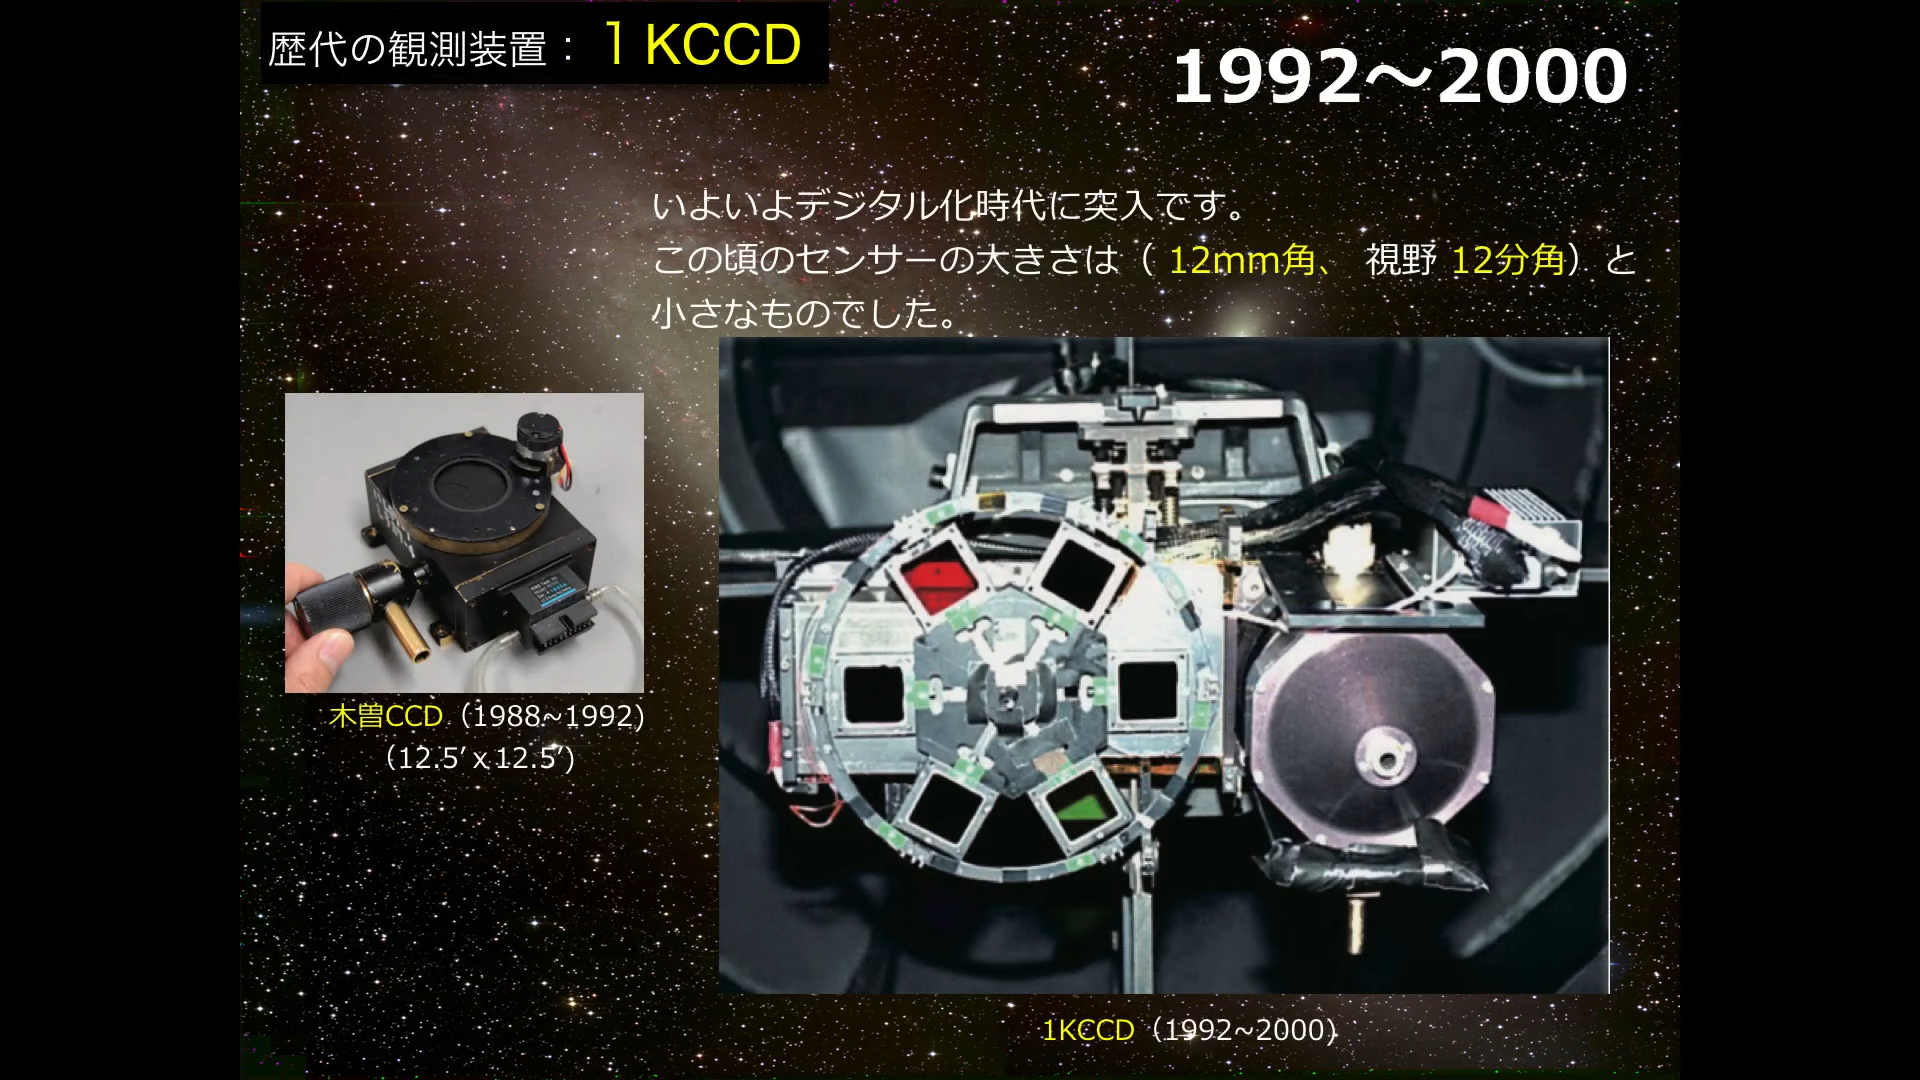 歴代の観測装置： 1KCCD
1992～2000
いよいよデジタル化時代に突入です。
この頃のセンサーの大きさは（ 12mm角、 視野 12分角）と
小さなものでした。
木曽CCD（1988~1992)
（12.5′x 12.5′)
1KCCD（1992~2000)